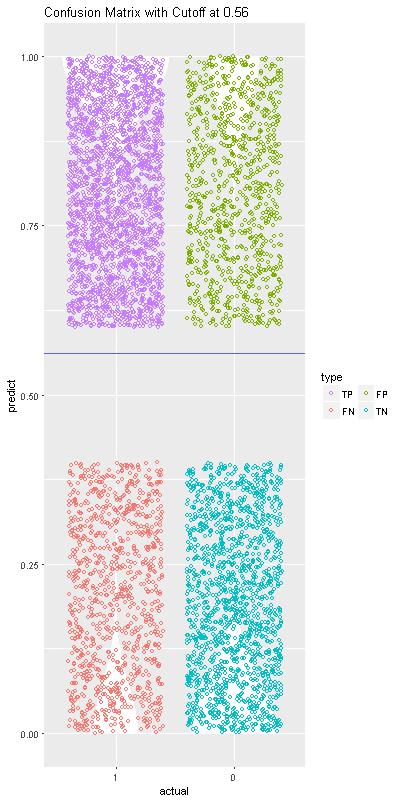 Confusion Matrix with Cutoff at 0.56
1.00
0.75
0.50
0.25
0.00
predict
1 0
actual
type
TP FP
FN TN